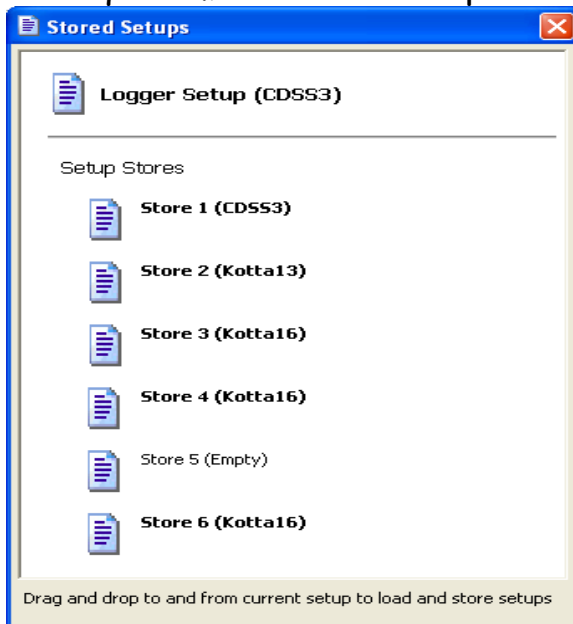 Stored Setups
Logger Setup (CDSS3)
Setup Stores
Store 1 (CDSS3)
Store 2 (Kotta13)
Store 3 (Kotta16)
Store 4 (Kotta16)
Store 5 (Empty)
Store 6 (Kotta16)
Drag and drop to and from current setup to load and store setups